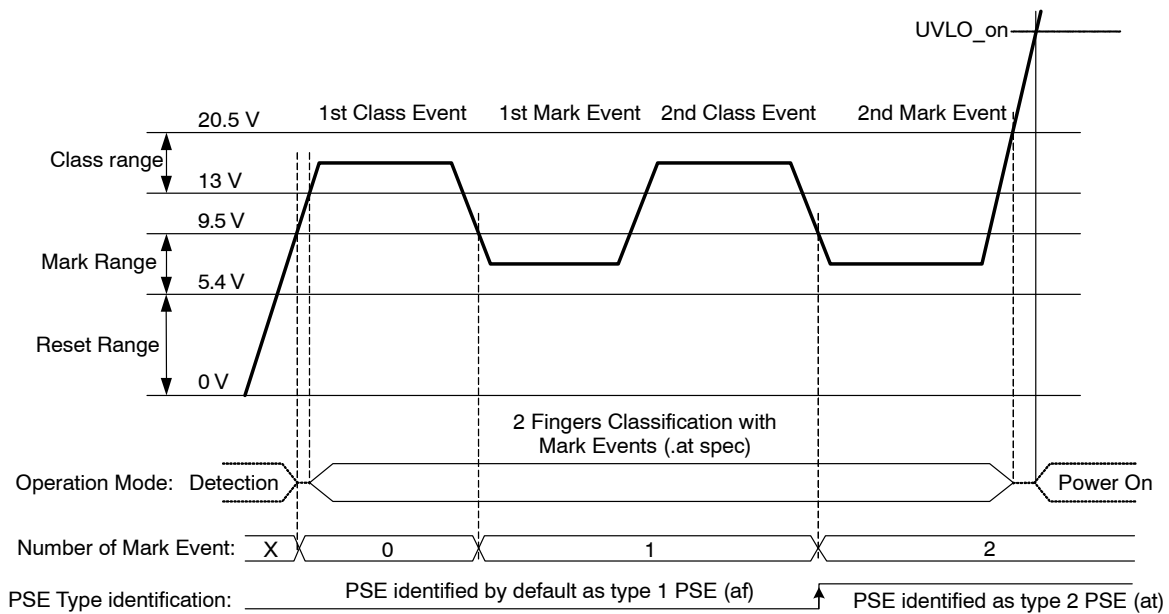 UVLO_on
1st Class Event 1st Mark Event 2nd Class Event 2nd Mark Event
20.5 V
Class range
13 V
9.5 V
Mark Range
5.4 V
Reset Range
0 V
2 Fingers Classification with
Mark Events (.at spec)
Operation Mode: Detection Power On
Number of Mark Event: X 0 1 2
PSE Type identification: PSE identified by default as type 1 PSE (af) PSE identified as type 2 PSE (at)